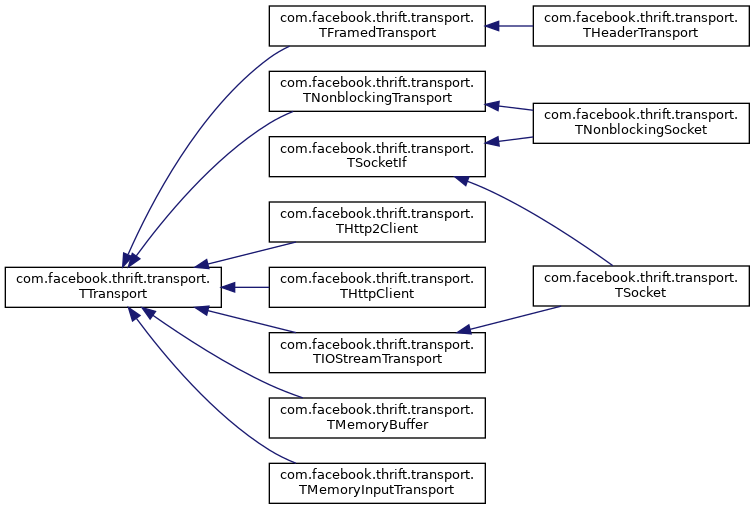 com.facebook.thrift.transport.
TFramedTransport
com.facebook.thrift.transport.
THeaderTransport
com.facebook.thrift.transport.
TNonblockingTransport
com.facebook.thrift.transport.
TNonblockingSocket
com.facebook.thrift.transport.
TSocketIf
com.facebook.thrift.transport.
THttp2Client
com.facebook.thrift.transport.
TTransport
com.facebook.thrift.transport.
THttpClient
com.facebook.thrift.transport.
TSocket
com.facebook.thrift.transport.
TIOStreamTransport
com.facebook.thrift.transport.
TMemoryBuffer
com.facebook.thrift.transport.
TMemoryInputTransport